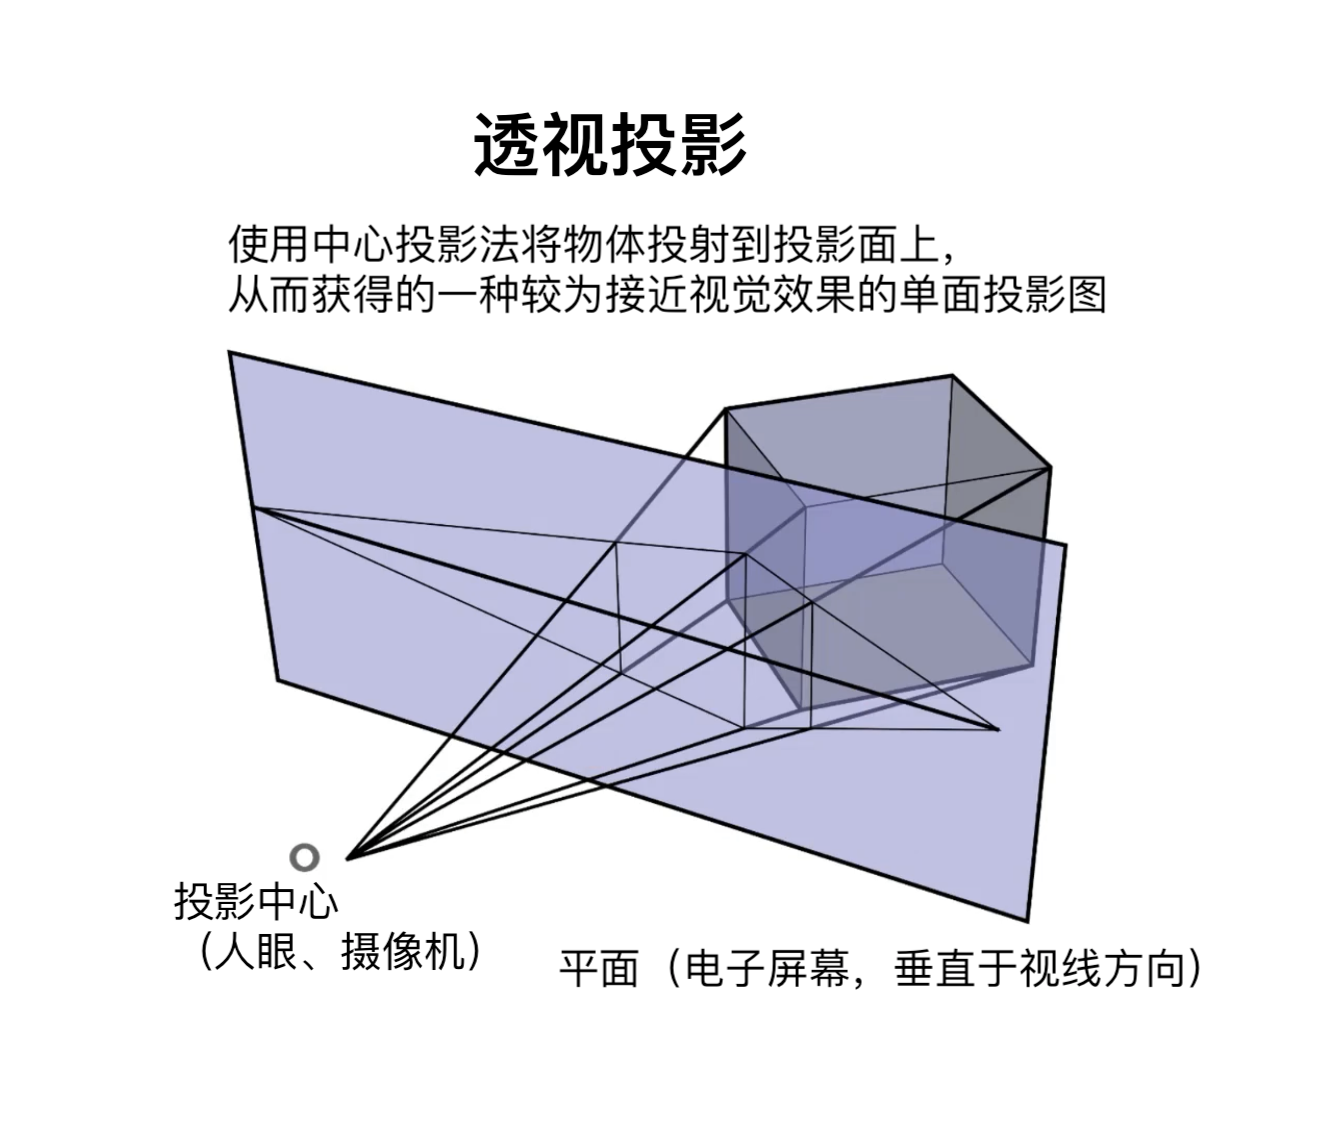 透视投影
使用中心投影法将物体投射到投影面上，
从而获得的一种较为接近视觉效果的单面投影图
投影中心
（人眼、摄像机）
平面（电子屏幕，垂直于视线方向）